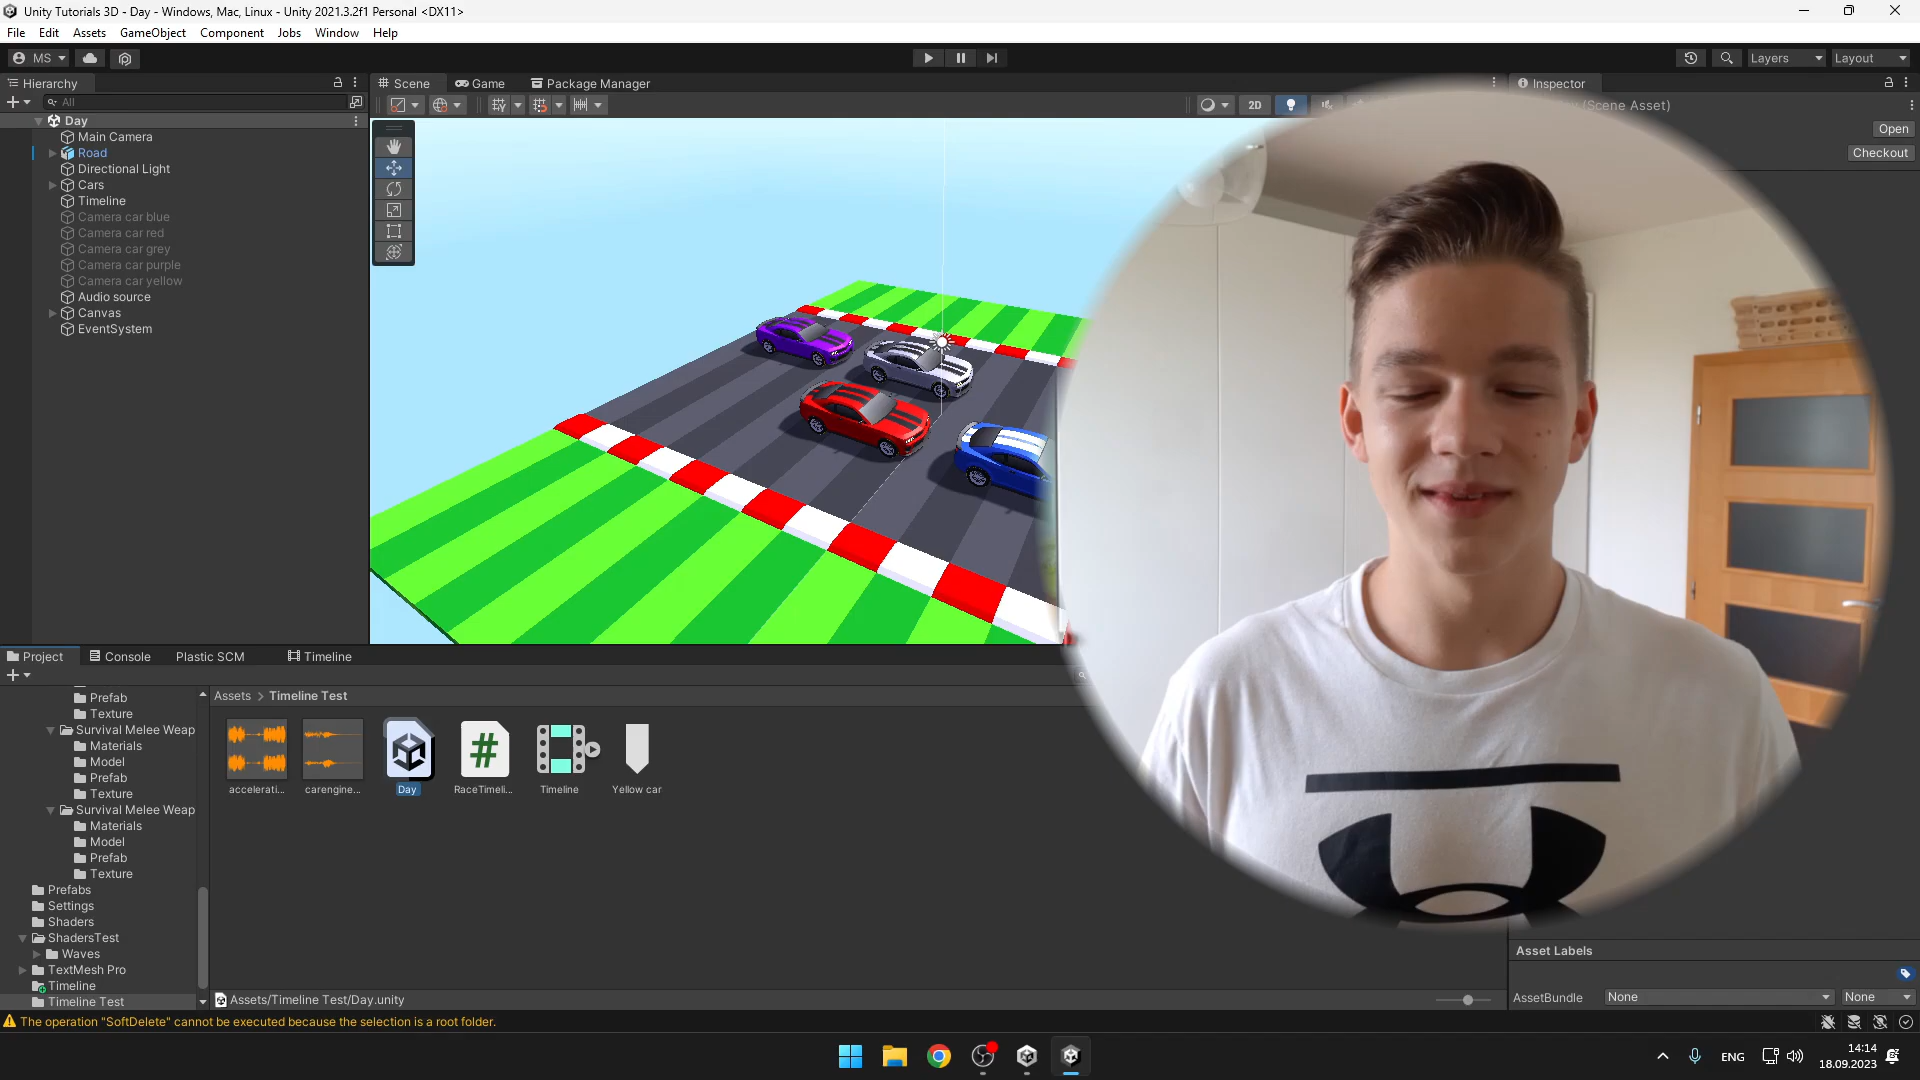 Unity Tutorials 3D - Day - Windows, Mac, Linux - Unity 2021.3.2f1 Personal <DX11>
File Edit Assets GameObject Component Jobs Window Help
MS Layers Layout
Hierarchy Scene Game Package Manager Inspector
All 2D (Scene Asset)
Day
Open
Main Camera
Road
Checkout
Directional Light
Cars
Timeline
Camera car blue
Camera car red
Camera car grey
Camera car purple
Camera car yellow
Audio source
Canvas
EventSystem
Project Console Plastic SCM Timeline
Assets > Timeline Test
Prefab
Texture
Survival Melee Weap
Materials
Model
Prefab
Texture
Survival Melee Weap
Materials
Model
Prefab
Texture
Prefabs
Settings
Shaders
ShadersTest
Waves
TextMesh Pro
Timeline
Timeline Test
accelerati... carengine... Day RaceTimeli... Timeline Yellow car
Assets/Timeline Test/Day.unity
Asset Labels
AssetBundle None None
The operation "SoftDelete" cannot be executed because the selection is a root folder.
ENG
14:14
18.09.2023